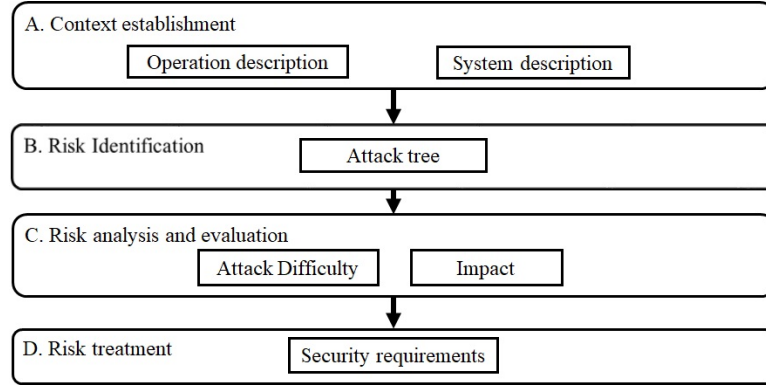 A. Context establishment
Operation description
System description
B. Risk Identification
Attack tree
C. Risk analysis and evaluation
Attack Difficulty
Impact
D. Risk treatment
Security requirements